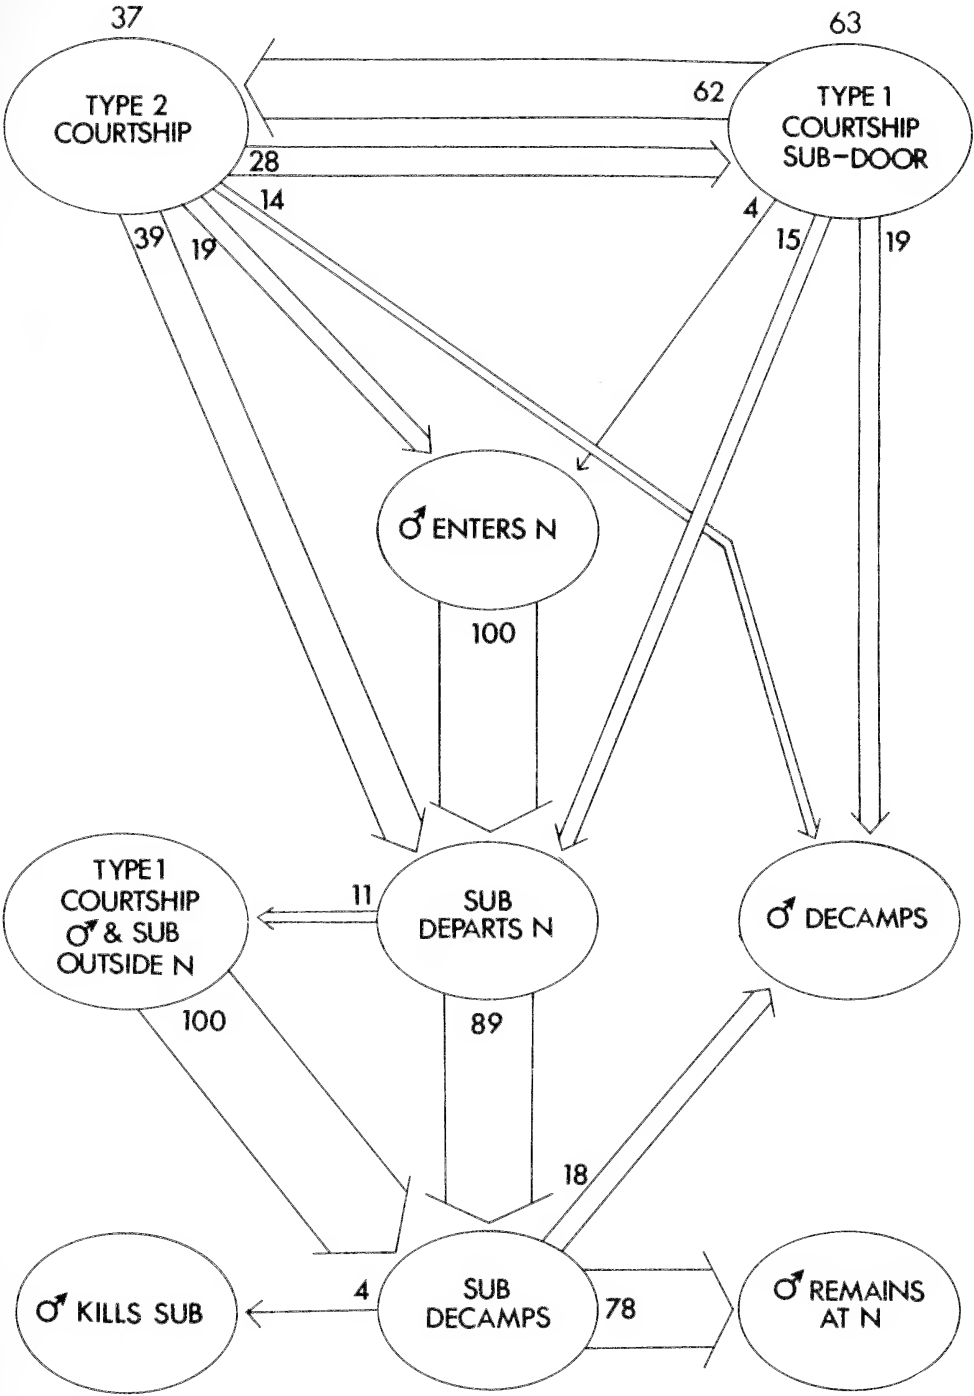 37
63
TYPE 2
COURTSHIP
TYPE 1
COURTSHIP
SUB-DOOR
62
28
14
39
19
4
15
19
♂ ENTERS N
100
TYPE 1
COURTSHIP
♂ & SUB
OUTSIDE N
11
SUB
DEPARTS N
♂ DECAMPS
100
89
18
♂ KILLS SUB
4
SUB
DECAMPS
78
♂ REMAINS
AT N